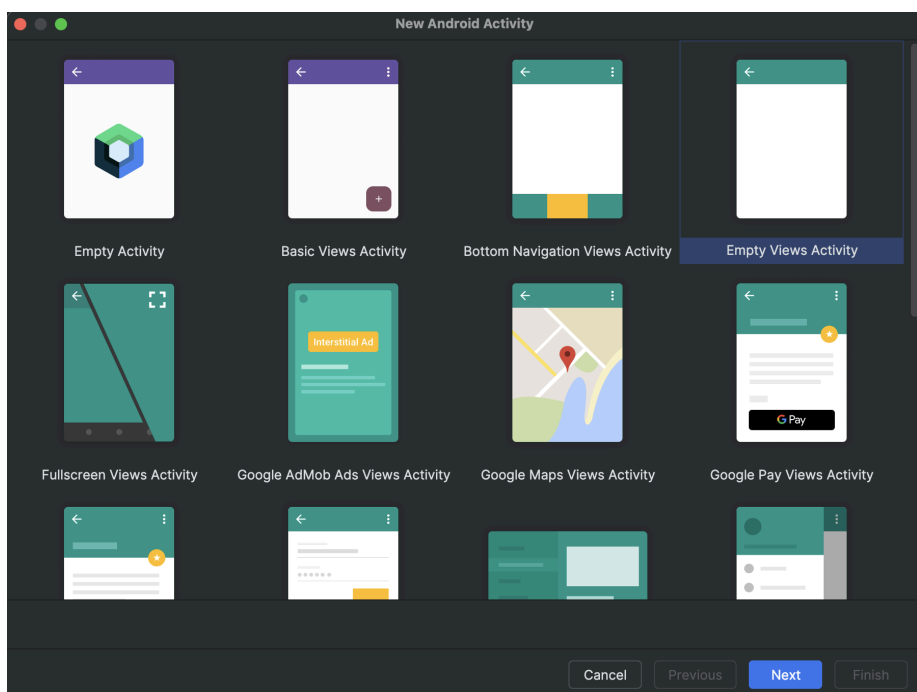 New Android Activity
Empty Activity
Basic Views Activity
Bottom Navigation Views Activity
Empty Views Activity
Interstitial Ad
G Pay
Fullscreen Views Activity
Google AdMob Ads Views Activity
Google Maps Views Activity
Google Pay Views Activity
Cancel
Previous
Next
Finish